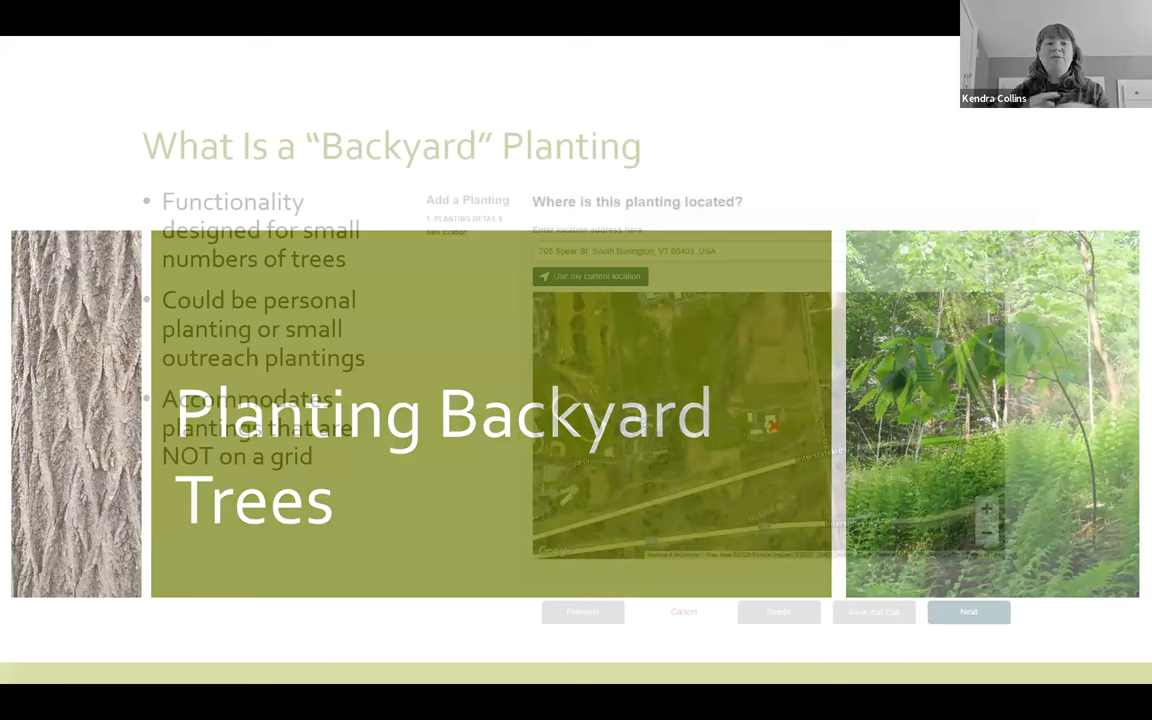 Kendra Collins
What Is a “Backyard” Planting
• Functionality
designed for small
numbers of trees
• Could be personal
planting or small
outreach plantings
• Accommodates
plantings that are
NOT on a grid
Add a Planting
1. PLANTING DETAILS
New location
Where is this planting located?
Enter location address here
705 Spear St, South Burlington, VT 05403, USA
Use my current location
Google
Planting Backyard
Trees
Previous
Cancel
Delete
Save and Exit
Next